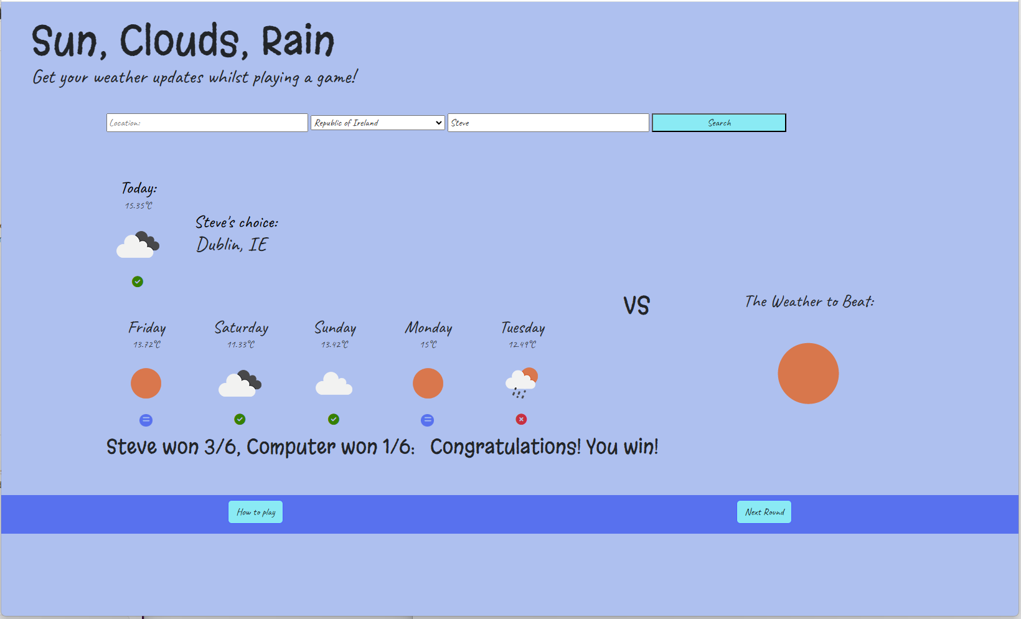 Sun, Clouds, Rain
Get your weather updates whilst playing a game!
Location: Republic of Ireland Steve Search
Today:
15.35°C
Steve's choice:
Dublin, IE
VS
The Weather to Beat:
Friday Saturday Sunday Monday Tuesday
13.72°C 11.33°C 13.42°C 15°C 12.49°C
Steve won 3/6, Computer won 1/6: Congratulations! You win!
How to play Next Round